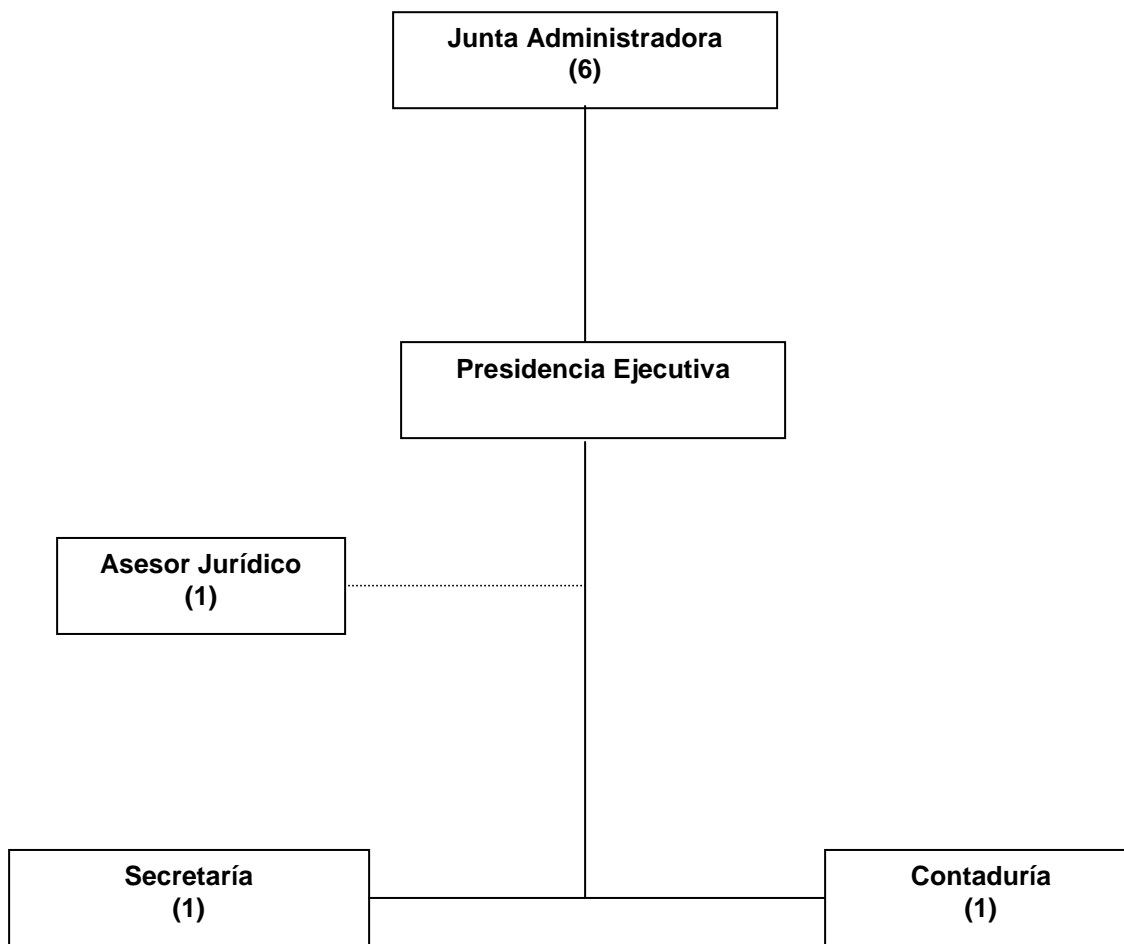 Junta Administradora
(6)
Presidencia Ejecutiva
Asesor Jurídico
(1)
Secretaría
(1)
Contaduría
(1)